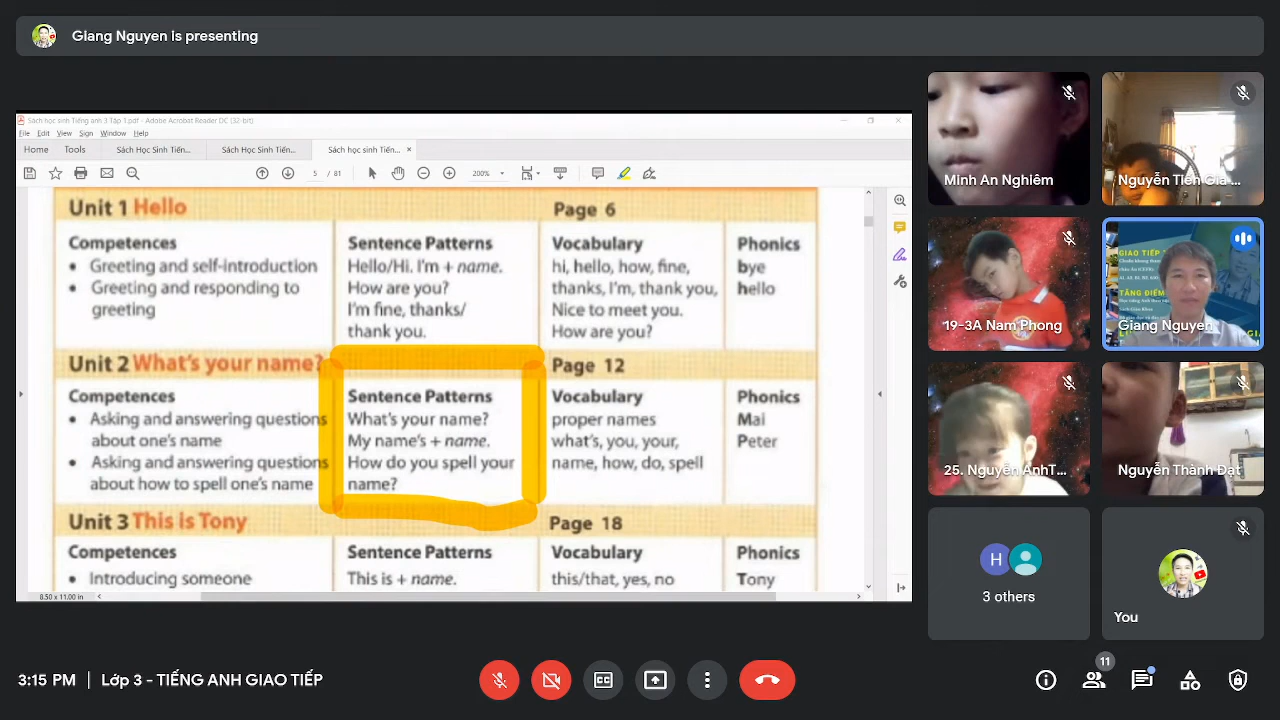 Giang Nguyen is presenting
Sách học sinh Tiếng anh 3 Tập 1.pdf - Adobe Acrobat Reader DC (32-bit)
File Edit View Sign Window Help
Home Tools Sách Học Sinh Tiến... Sách học sinh Tiến... Sách học sinh Tiến... ×
5 / 81 200%
Unit 1 Hello Page 6
Competences Sentence Patterns Vocabulary Phonics
• Greeting and self-introduction Hello/Hi. I'm + name. hi, hello, how, fine, bye
• Greeting and responding to How are you? thanks, I'm, thank you, hello
greeting I'm fine, thanks/ Nice to meet you.
thank you. How are you?
Unit 2 What's your name? Page 12
Competences Sentence Patterns Vocabulary Phonics
• Asking and answering questions What's your name? proper names Mai
about one's name My name's + name. what's, you, your, Peter
• Asking and answering questions How do you spell your name, how, do, spell
about how to spell one's name name?
Unit 3 This is Tony Page 18
Competences Sentence Patterns Vocabulary Phonics
• Introducing someone This is + name. this/that, yes, no Tony
8.50 x 11.00 in
Minh An Nghiêm
Nguyễn Tiến Gia ...
19-3A Nam Phong
GIAO TIẾP
TĂNG ĐIỂM
Giang Nguyen
25. Nguyễn AnhT...
Nguyễn Thành Đạt
H
3 others
You
3:15 PM | Lớp 3 - TIẾNG ANH GIAO TIẾP
11